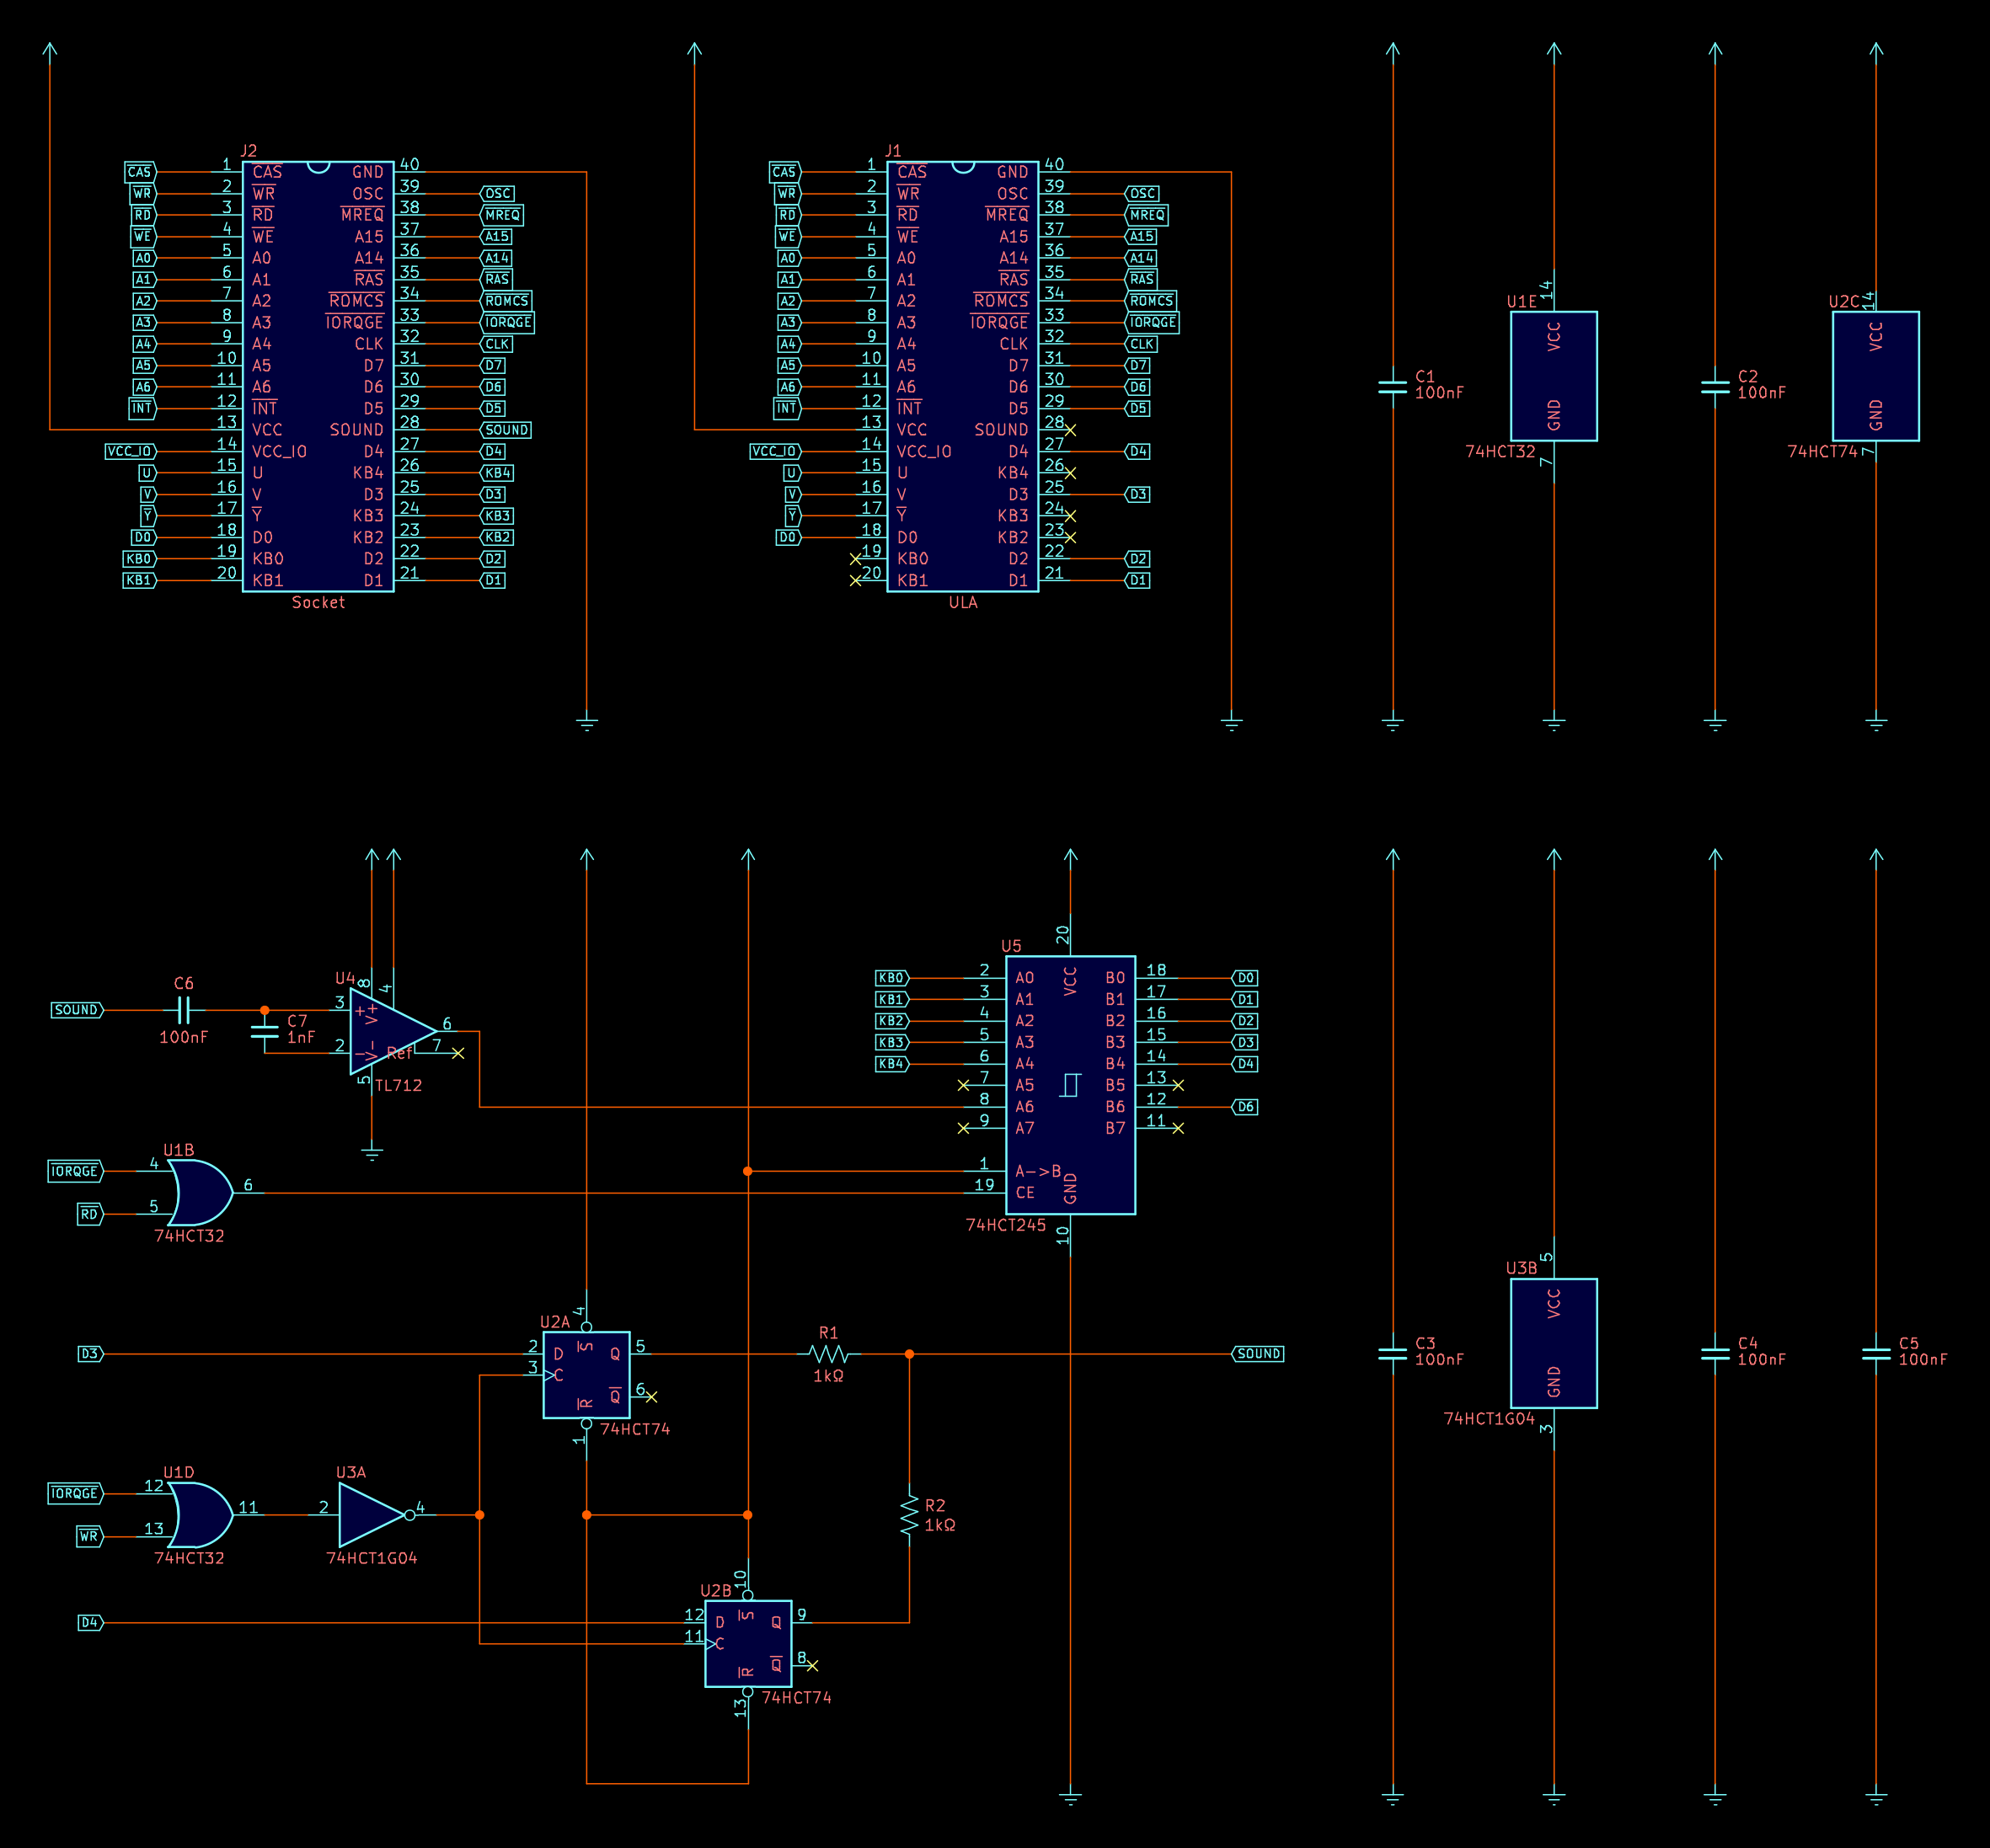 J2
CAS 1 CAS GND 40
WR 2 WR OSC 39 OSC
RD 3 RD MREQ 38 MREQ
WE 4 WE A15 37 A15
A0 5 A0 A14 36 A14
A1 6 A1 RAS 35 RAS
A2 7 A2 ROMCS 34 ROMCS
A3 8 A3 IORQGE 33 IORQGE
A4 9 A4 CLK 32 CLK
A5 10 A5 D7 31 D7
A6 11 A6 D6 30 D6
INT 12 INT D5 29 D5
13 VCC SOUND 28 SOUND
VCC_IO 14 VCC_IO D4 27 D4
U 15 U KB4 26 KB4
V 16 V D3 25 D3
Y 17 Y KB3 24 KB3
D0 18 D0 KB2 23 KB2
KB0 19 KB0 D2 22 D2
KB1 20 KB1 D1 21 D1
Socket
J1
CAS 1 CAS GND 40
WR 2 WR OSC 39 OSC
RD 3 RD MREQ 38 MREQ
WE 4 WE A15 37 A15
A0 5 A0 A14 36 A14
A1 6 A1 RAS 35 RAS
A2 7 A2 ROMCS 34 ROMCS
A3 8 A3 IORQGE 33 IORQGE
A4 9 A4 CLK 32 CLK
A5 10 A5 D7 31 D7
A6 11 A6 D6 30 D6
INT 12 INT D5 29 D5
13 VCC SOUND 28
VCC_IO 14 VCC_IO D4 27 D4
U 15 U KB4 26
V 16 V D3 25 D3
Y 17 Y KB3 24
D0 18 D0 KB2 23
19 KB0 D2 22 D2
20 KB1 D1 21 D1
ULA
C1
100nF
U1E
14
VCC
GND
74HCT32
7
C2
100nF
U2C
14
VCC
GND
74HCT74
7
SOUND
C6
100nF
C7
1nF
U4
8
4
3 +
V+
6
2 -
V-
Ref 7
5
TL712
U5
20
VCC
KB0 2 A0 B0 18 D0
KB1 3 A1 B1 17 D1
KB2 4 A2 B2 16 D2
KB3 5 A3 B3 15 D3
KB4 6 A4 B4 14 D4
7 A5 B5 13
8 A6 B6 12 D6
9 A7 B7 11
1 A->B
19 CE
GND
74HCT245
10
U1B
IORQGE 4
6
RD 5
74HCT32
U2A
4
D3 2 D S Q 5
3 C
R Q 6
1
74HCT74
R1
1kΩ
SOUND
U1D
IORQGE 12
11
WR 13
74HCT32
U3A
2
4
74HCT1G04
R2
1kΩ
U2B
10
D4 12 D S Q 9
11 C
R Q 8
13
74HCT74
C3
100nF
U3B
5
VCC
GND
74HCT1G04
3
C4
100nF
C5
100nF